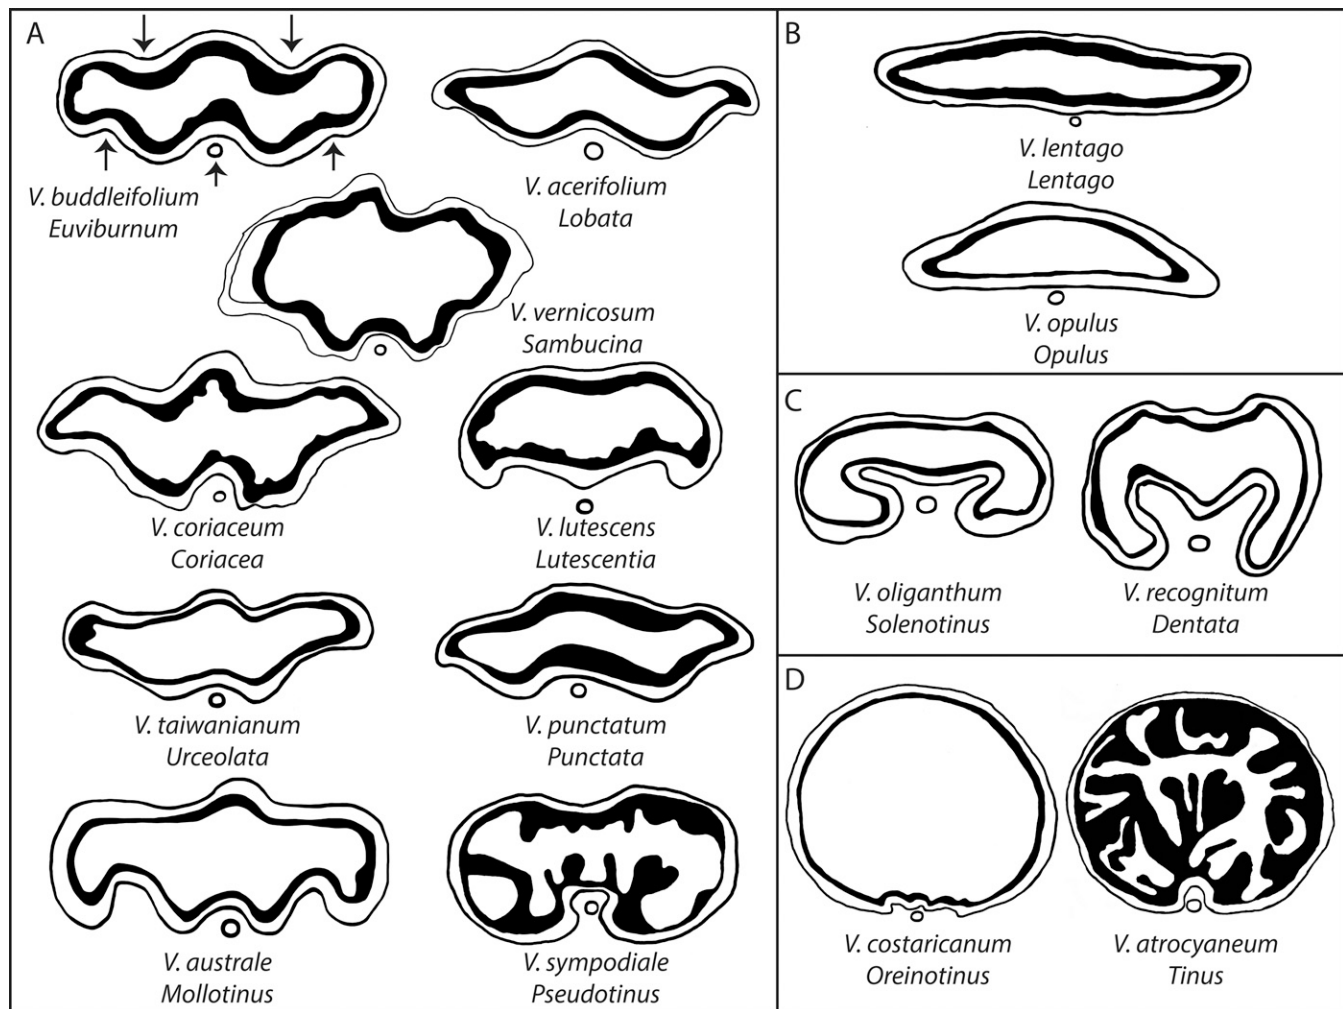 A
V. buddleifolium
Euviburnum
V. acerifolium
Lobata
V. vernicosum
Sambucina
V. coriaceum
Coriacea
V. lutescens
Lutescentia
V. taiwanianum
Urceolata
V. punctatum
Punctata
V. australe
Mollotinus
V. sympodiale
Pseudotinus
B
V. lentago
Lentago
V. opulus
Opulus
C
V. oliganthum
Solenotinus
V. recognitum
Dentata
D
V. costaricanum
Oreinotinus
V. atrocyaneum
Tinus